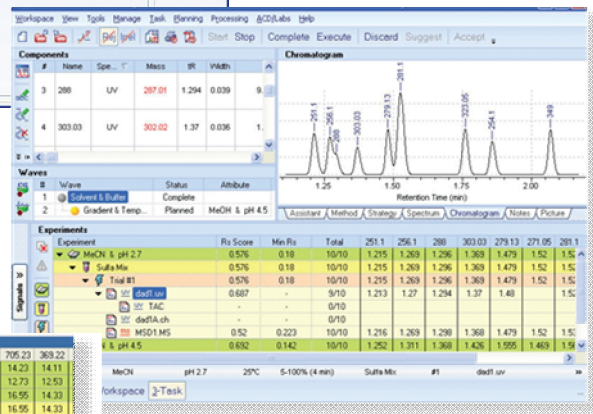 Workspace View Tools Manage Task Planning Processing ACD/Labs Help
Start Stop Complete Execute Discard Suggest Accept
Components
# Name Spe... Mass tR Width
3 288 UV 287.01 1.294 0.039 9.
4 303.03 UV 302.02 1.37 0.036 1.
Chromatogram
251.1 256.1 288 303.03 279.13 281.1 323.05 254.1 349
1.25 1.50 1.75 2.00
Retention Time (min)
Assistant Method Strategy Spectrum Chromatogram Notes Picture
Waves
# Wave Status Attribute
1 Solvent & Buffer Complete
2 Gradient & Temp... Planned MeOH & pH 4.5
Signals
Experiments
Experiment Rs Score Min Rs Total 251.1 256.1 288 303.03 279.13 271.05 281.1
MeCN & pH 2.7 0.576 0.18 10/10 1.215 1.269 1.296 1.369 1.479 1.52 1.52
Sulfa Mix 0.576 0.18 10/10 1.215 1.269 1.296 1.369 1.479 1.52 1.52
Trial #1 0.576 0.18 10/10 1.215 1.269 1.296 1.369 1.479 1.52 1.52
dad1.uv 0.687 - 9/10 1.213 1.27 1.294 1.37 1.48 1.52
TAC - - 0/10
dad1A.ch - - 0/10
MSD1.MS 0.52 0.223 10/10 1.216 1.269 1.298 1.368 1.479 1.52
& pH 4.5 0.692 0.142 10/10 1.252 1.311 1.368 1.426 1.555 1.469
MeCN pH 2.7 25°C 5-100% (4 min) Sulfa Mix #1 dad1.uv
orkspace 2-Task
705.23 369.22
14.23 14.11
12.73 12.53
16.55 14.33
16.55 14.33